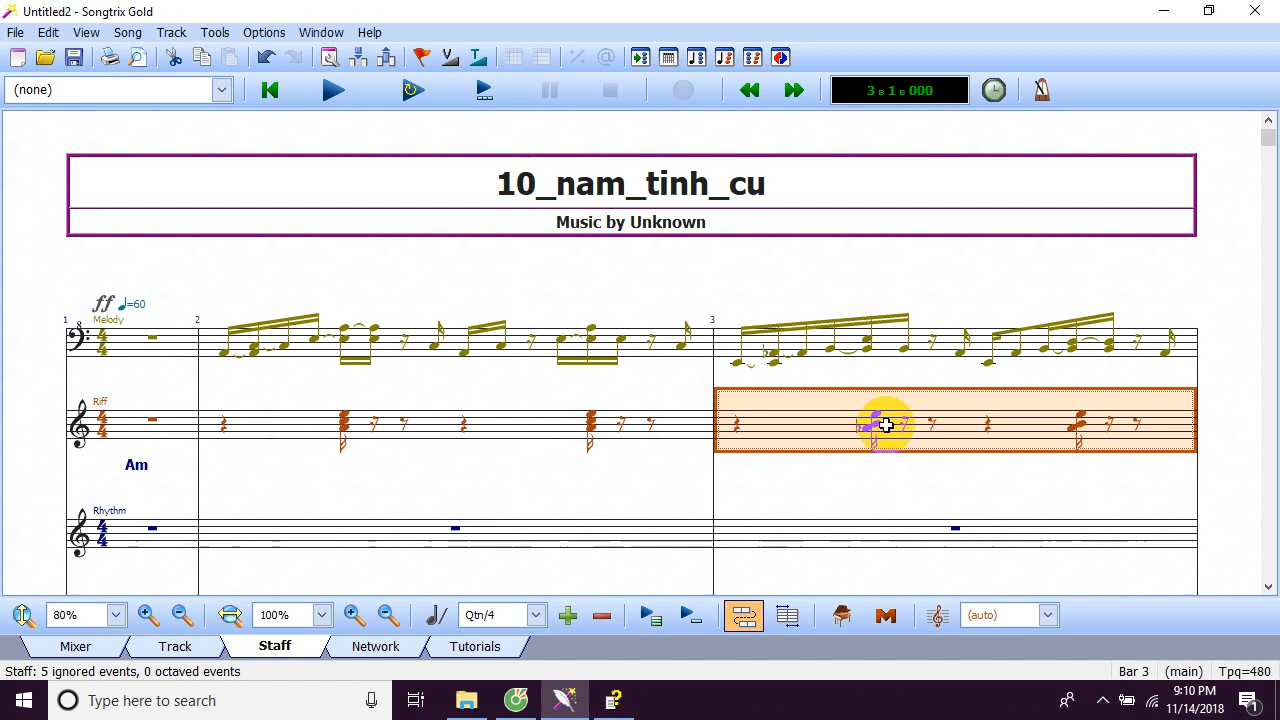 Untitled2 - Songtrix Gold
File Edit View Song Track Tools Options Window Help
(none)
3 B 1 B 000
10_nam_tinh_cu
Music by Unknown
ff ♩=60
1 Melody 2 3
Riff
Am
Rhythm
80% 100% Qtn/4 (auto)
Mixer Track Staff Network Tutorials
Staff: 5 ignored events, 0 octaved events Bar 3 (main) Tpq=480
Type here to search
9:10 PM
11/14/2018